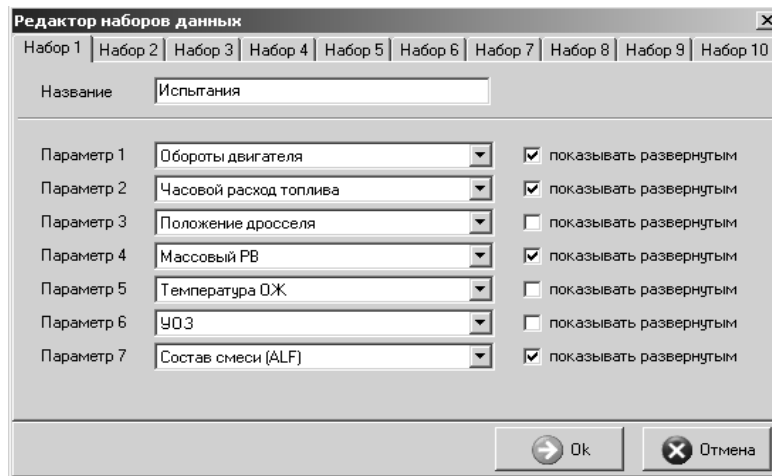 Редактор наборов данных
Набор 1 Набор 2 Набор 3 Набор 4 Набор 5 Набор 6 Набор 7 Набор 8 Набор 9 Набор 10
Название Испытания
Параметр 1 Обороты двигателя показывать развернутым
Параметр 2 Часовой расход топлива показывать развернутым
Параметр 3 Положение дросселя показывать развернутым
Параметр 4 Массовый РВ показывать развернутым
Параметр 5 Температура ОЖ показывать развернутым
Параметр 6 УОЗ показывать развернутым
Параметр 7 Состав смеси (ALF) показывать развернутым
Ok Отмена